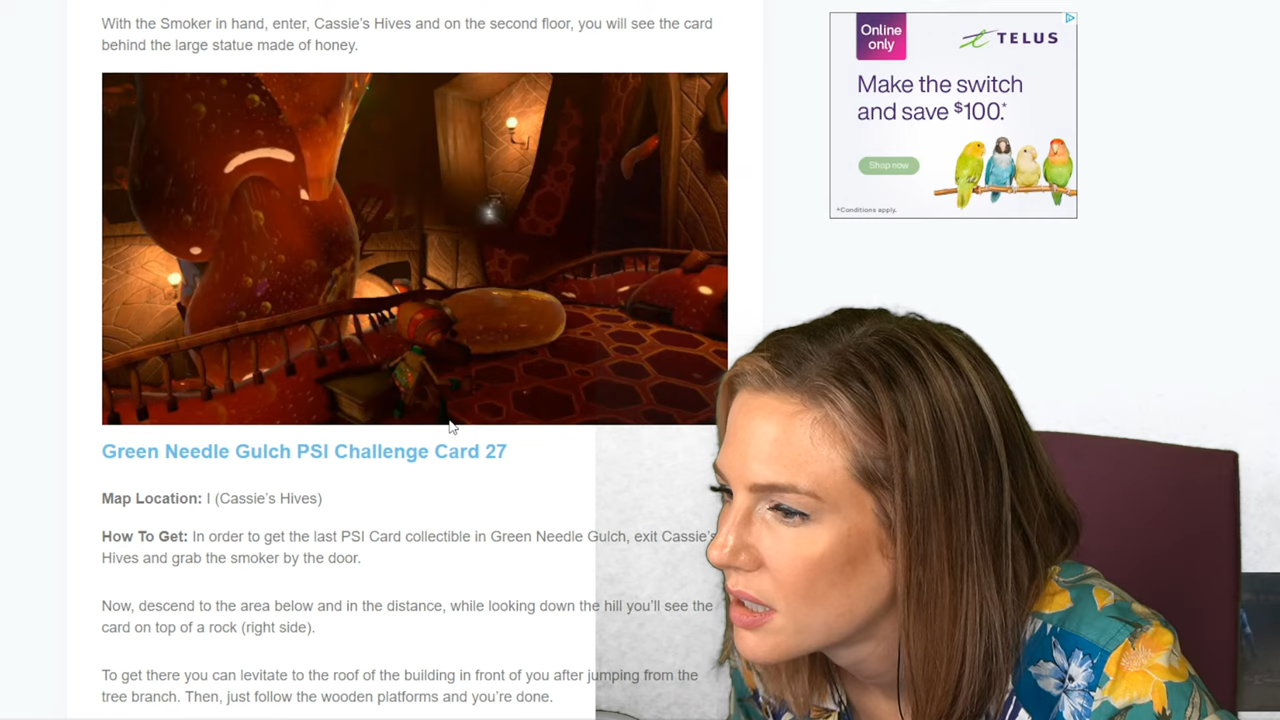 With the Smoker in hand, enter, Cassie’s Hives and on the second floor, you will see the card
behind the large statue made of honey.
Online
only
TELUS
Make the switch
and save $100.*
Shop now
*Conditions apply.
Green Needle Gulch PSI Challenge Card 27
Map Location: I (Cassie’s Hives)
How To Get: In order to get the last PSI Card collectible in Green Needle Gulch, exit Cassie’s
Hives and grab the smoker by the door.
Now, descend to the area below and in the distance, while looking down the hill you’ll see the
card on top of a rock (right side).
To get there you can levitate to the roof of the building in front of you after jumping from the
tree branch. Then, just follow the wooden platforms and you’re done.